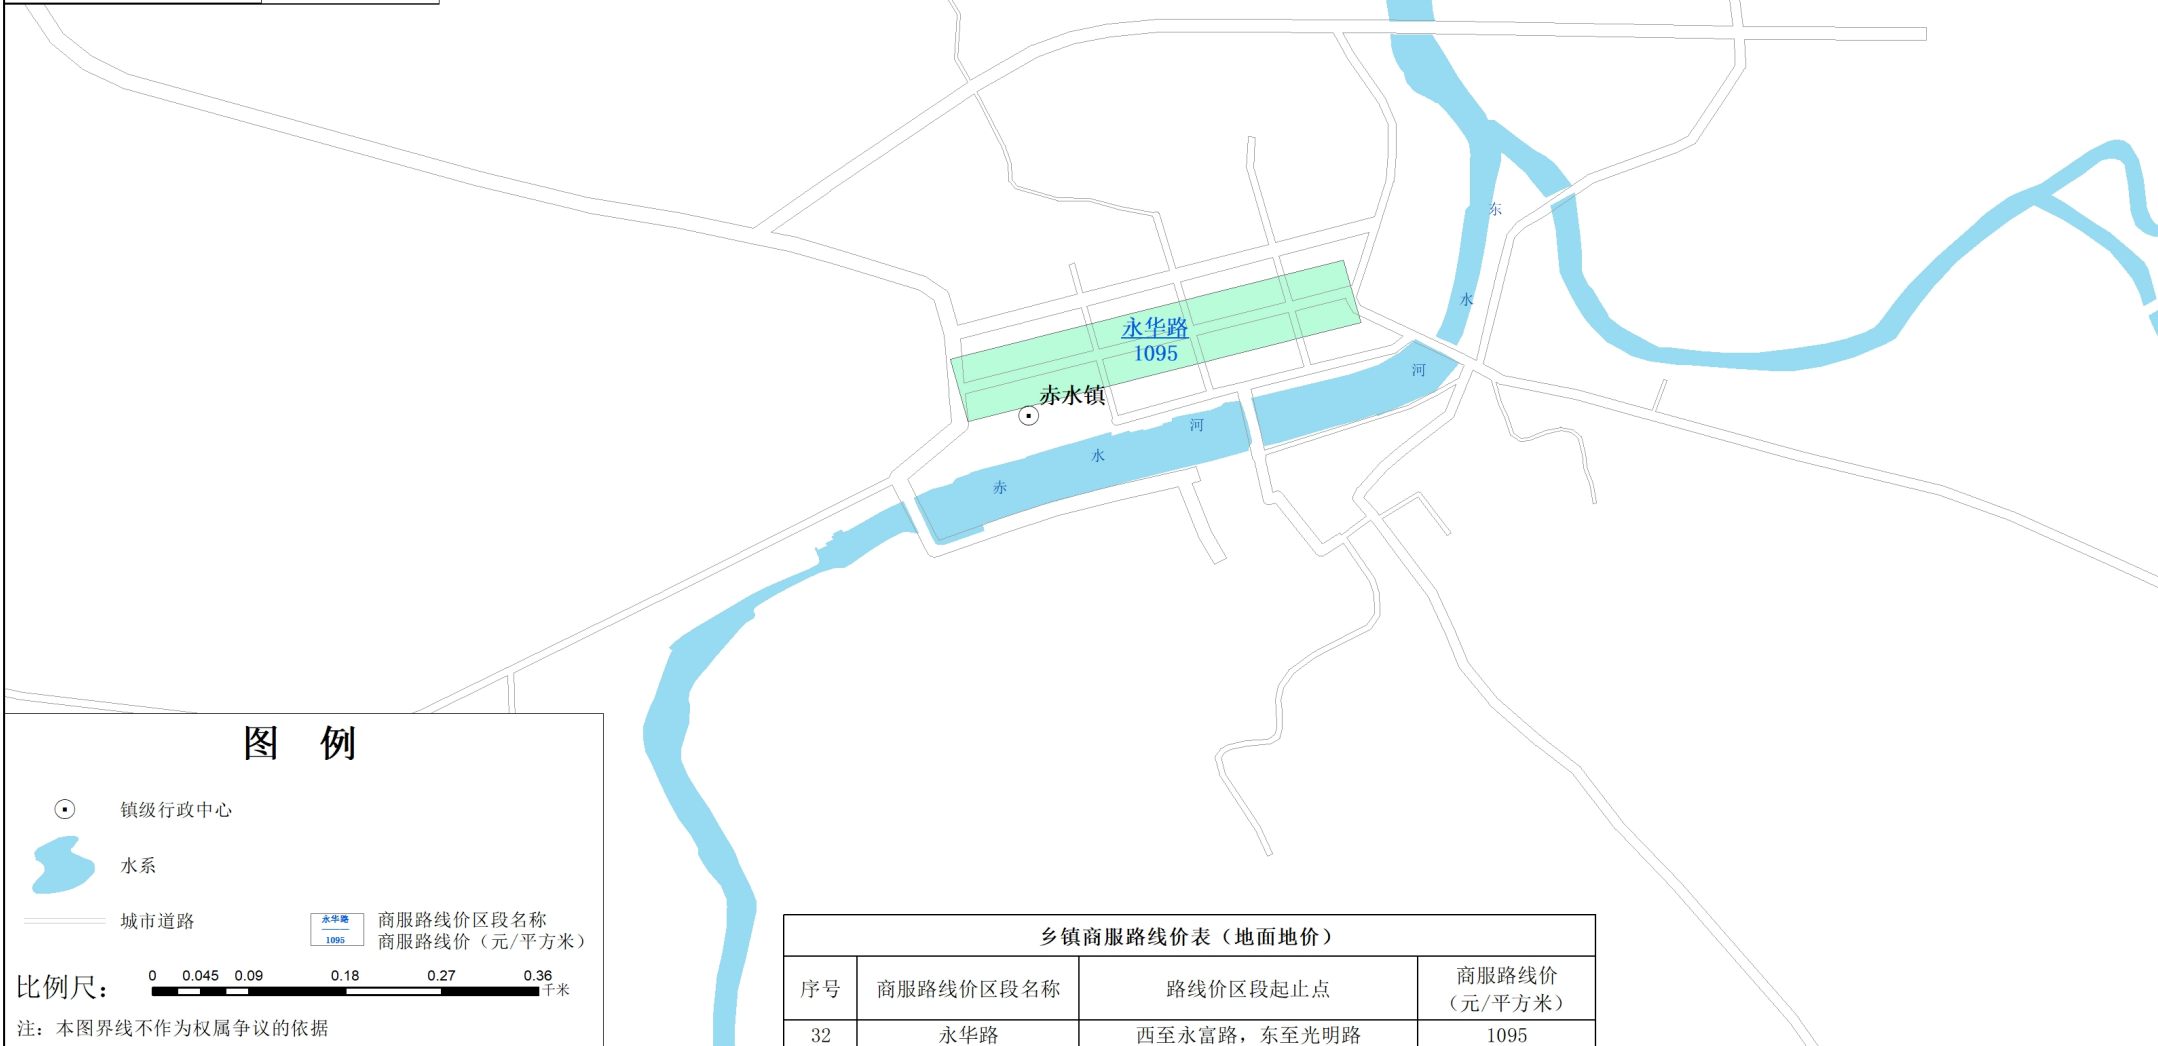 东
水
河
永华路
1095
赤水镇
河
水
赤
图 例
镇级行政中心
水系
城市道路
永华路
1095
商服路线价区段名称
商服路线价（元/平方米）
比例尺：
0 0.045 0.09 0.18 0.27 0.36
千米
注：本图界线不作为权属争议的依据
乡镇商服路线价表（地面地价）
序号 商服路线价区段名称 路线价区段起止点 商服路线价
（元/平方米）
32 永华路 西至永富路，东至光明路 1095